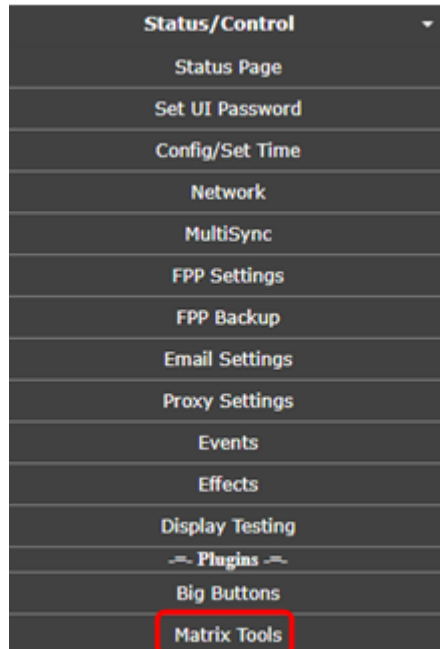 Status/Control
Status Page
Set UI Password
Config/Set Time
Network
MultiSync
FPP Settings
FPP Backup
Email Settings
Proxy Settings
Events
Effects
Display Testing
-=- Plugins -=-
Big Buttons
Matrix Tools